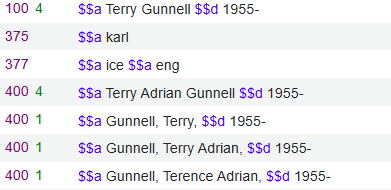 100 4 $$a Terry Gunnell $$d 1955-
375 $$a karl
377 $$a ice $$a eng
400 4 $$a Terry Adrian Gunnell $$d 1955-
400 1 $$a Gunnell, Terry, $$d 1955-
400 1 $$a Gunnell, Terry Adrian, $$d 1955-
400 1 $$a Gunnell, Terence Adrian, $$d 1955-